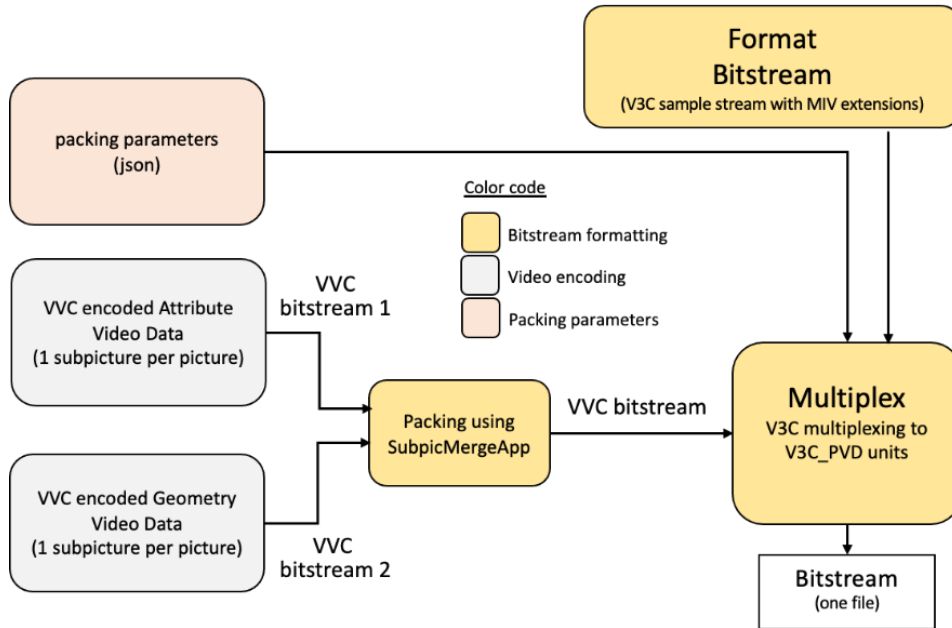 Format
Bitstream
(V3C sample stream with MIV extensions)
packing parameters
(json)
Color code
Bitstream formatting
Video encoding
Packing parameters
VVC encoded Attribute
Video Data
(1 subpicture per picture)
VVC
bitstream 1
Packing using
SubpicMergeApp
VVC bitstream
Multiplex
V3C multiplexing to
V3C_PVD units
VVC encoded Geometry
Video Data
(1 subpicture per picture)
VVC
bitstream 2
Bitstream
(one file)